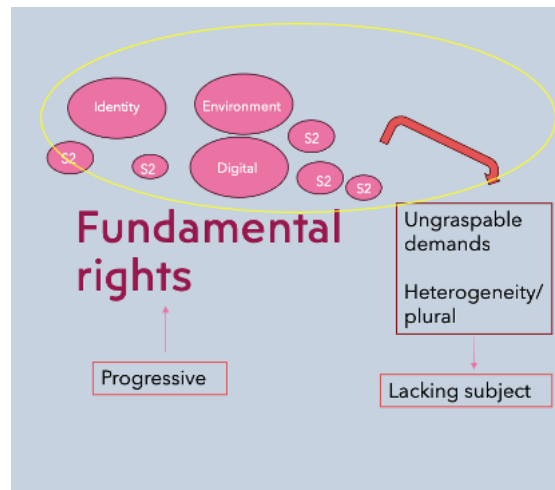 Identity
Environment
S2
S2
S2
Digital
S2
S2
Fundamental
rights
Ungraspable
demands
Heterogeneity/
plural
Progressive
Lacking subject